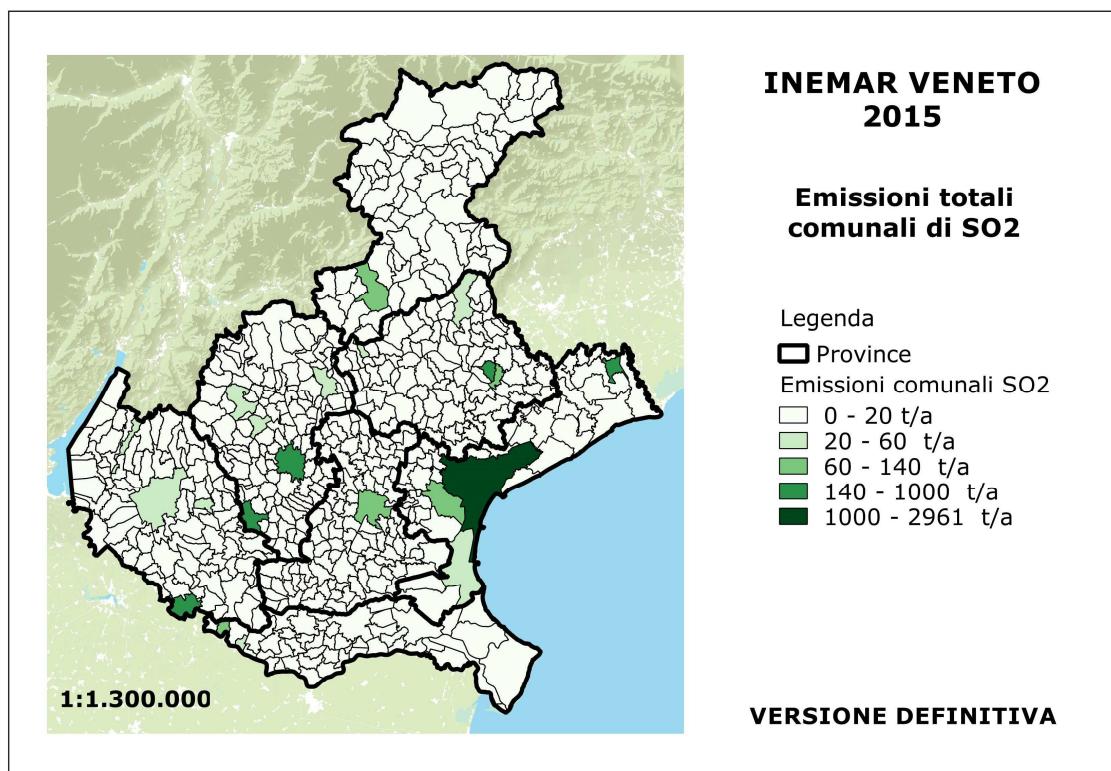 INEMAR VENETO
2015
Emissioni totali
comunali di SO2
Legenda
Province
Emissioni comunali SO2
0 - 20 t/a
20 - 60 t/a
60 - 140 t/a
140 - 1000 t/a
1000 - 2961 t/a
1:1.300.000
VERSIONE DEFINITIVA